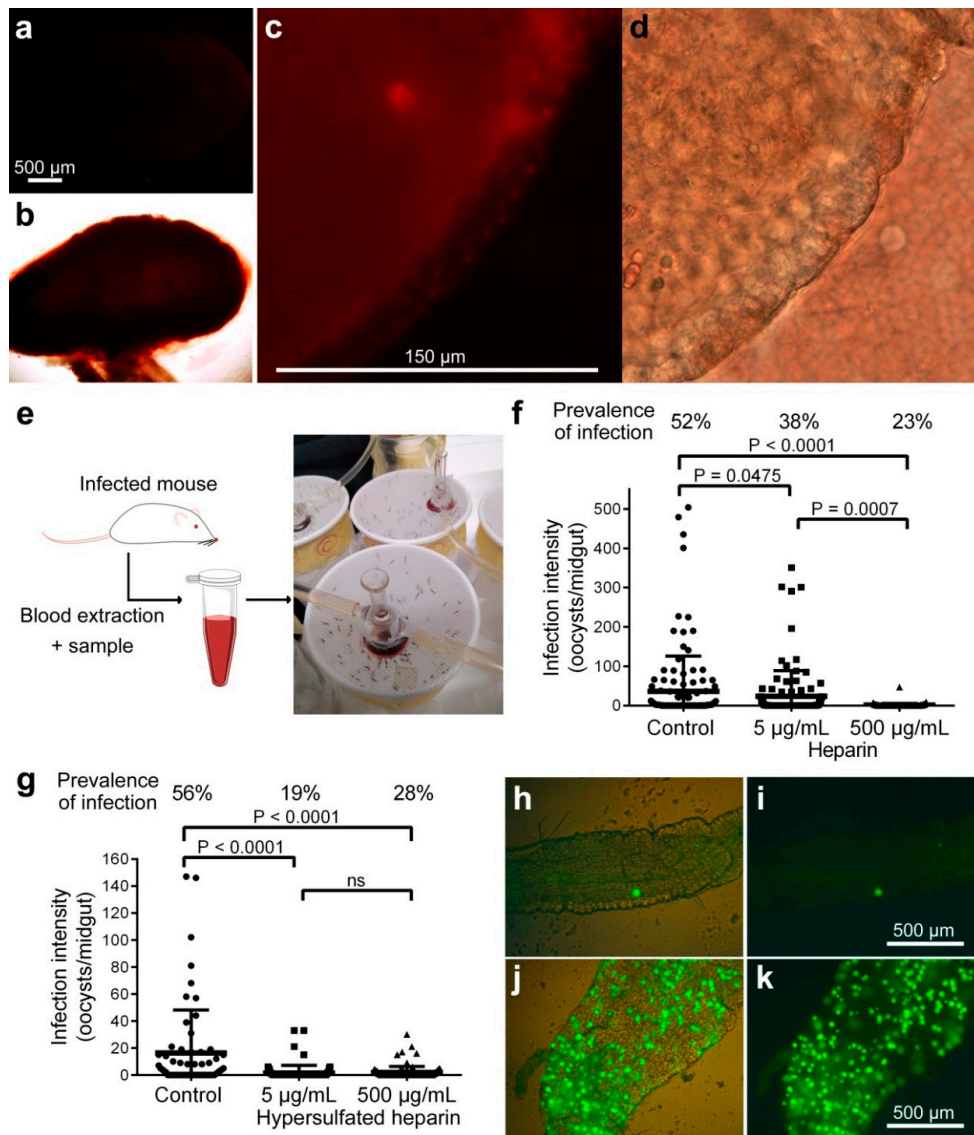 a
500 µm
b
c
150 µm
d
e
Infected mouse
Blood extraction
+ sample
f
Prevalence
of infection
52% 38% 23%
P < 0.0001
P = 0.0475
P = 0.0007
Infection intensity
(oocysts/midgut)
500
400
300
200
100
0
Control 5 µg/mL 500 µg/mL
Heparin
g
Prevalence
of infection
56% 19% 28%
P < 0.0001
P < 0.0001
ns
Infection intensity
(oocysts/midgut)
160
140
120
100
80
60
40
20
0
Control 5 µg/mL 500 µg/mL
Hypersulfated heparin
h
i
500 µm
j
k
500 µm